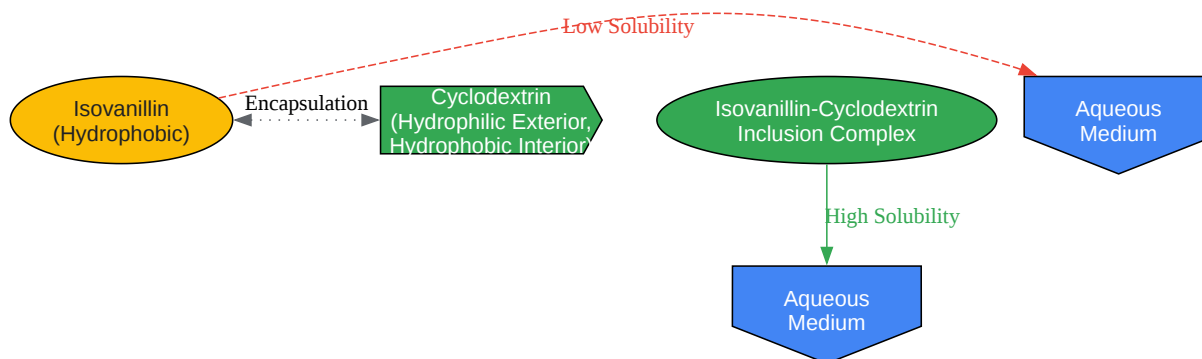 Low Solubility
Isovanillin
(Hydrophobic)
Encapsulation
Cyclodextrin
(Hydrophilic Exterior,
Hydrophobic Interior)
Isovanillin-Cyclodextrin
Inclusion Complex
Aqueous
Medium
High Solubility
Aqueous
Medium